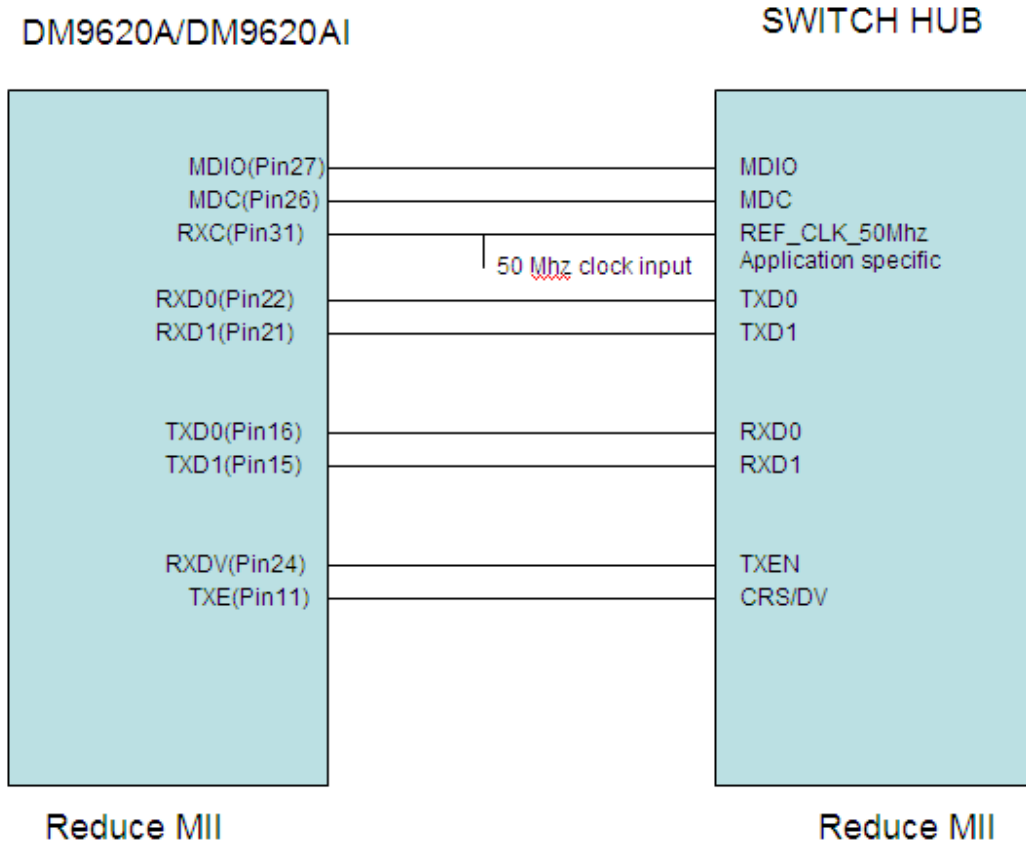 DM9620A/DM9620AI
SWITCH HUB
MDIO(Pin27)
MDC(Pin26)
RXC(Pin31)
RXD0(Pin22)
RXD1(Pin21)
TXD0(Pin16)
TXD1(Pin15)
RXDV(Pin24)
TXE(Pin11)
50 Mhz clock input
MDIO
MDC
REF_CLK_50Mhz
Application specific
TXD0
TXD1
RXD0
RXD1
TXEN
CRS/DV
Reduce MII
Reduce MII